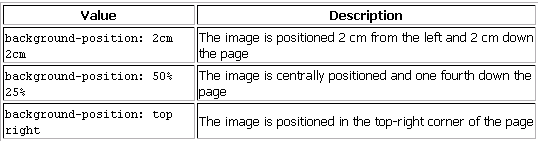 Value Description
background-position: 2cm The image is positioned 2 cm from the left and 2 cm down
2cm the page
background-position: 50% The image is centrally positioned and one fourth down the
25% page
background-position: top The image is positioned in the top-right corner of the page
right